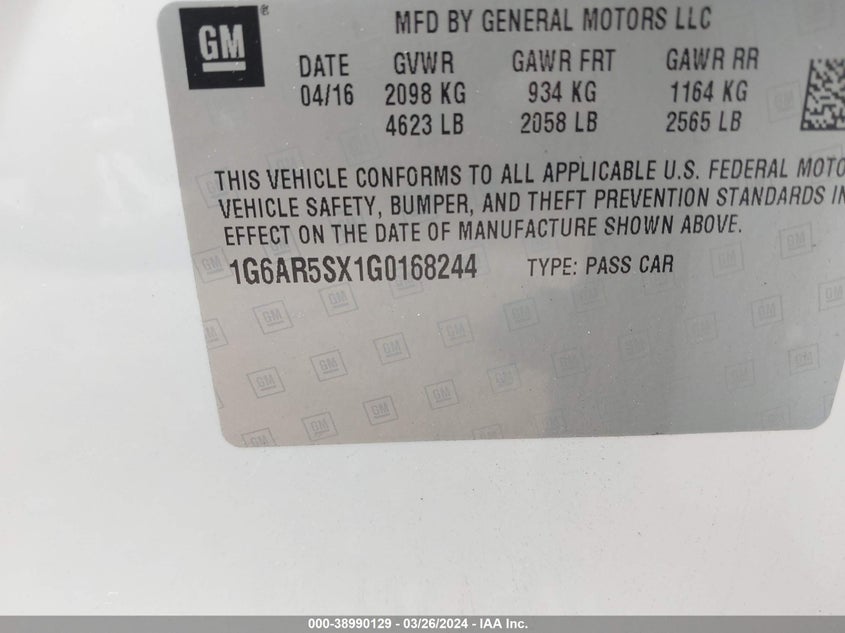 GM ®
MFD BY GENERAL MOTORS LLC
DATE GVWR GAWR FRT GAWR RR
04/16 2098 KG 934 KG 1164 KG
4623 LB 2058 LB 2565 LB
THIS VEHICLE CONFORMS TO ALL APPLICABLE U.S. FEDERAL MOTO
VEHICLE SAFETY, BUMPER, AND THEFT PREVENTION STANDARDS IN
EFFECT ON THE DATE OF MANUFACTURE SHOWN ABOVE.
1G6AR5SX1G0168244 TYPE: PASS CAR
000-38990129 - 03/26/2024 - IAA Inc.